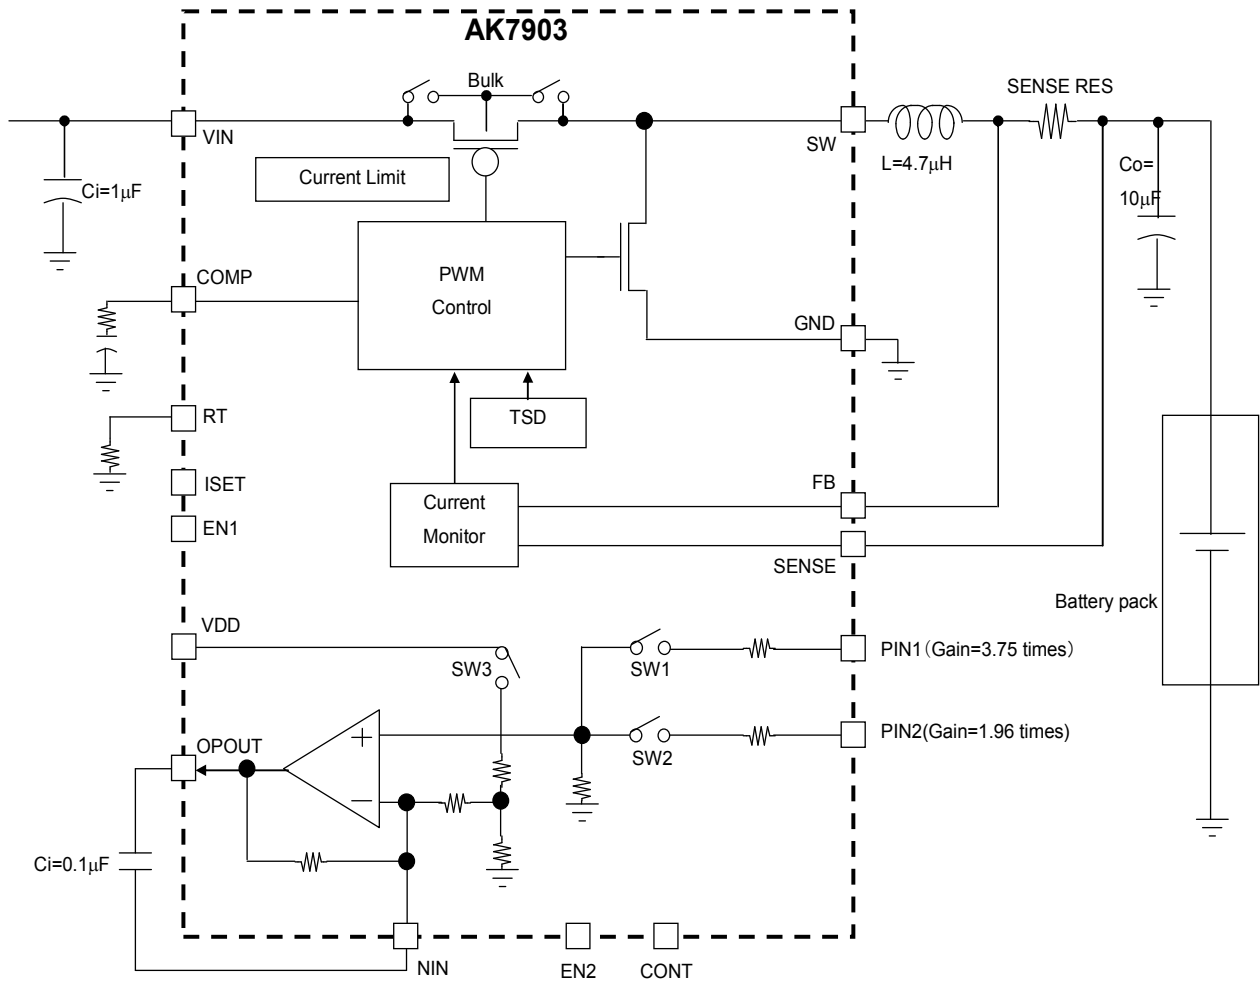 AK7903
Bulk
SENSE RES
VIN
SW
Current Limit
L=4.7μH
Co=
10μF
Ci=1μF
COMP
PWM
Control
GND
RT
TSD
ISET
EN1
Current
Monitor
FB
SENSE
Battery pack
VDD
SW3
SW1
PIN1(Gain=3.75 times)
OPOUT
+
SW2
PIN2(Gain=1.96 times)
−
Ci=0.1μF
NIN
EN2
CONT